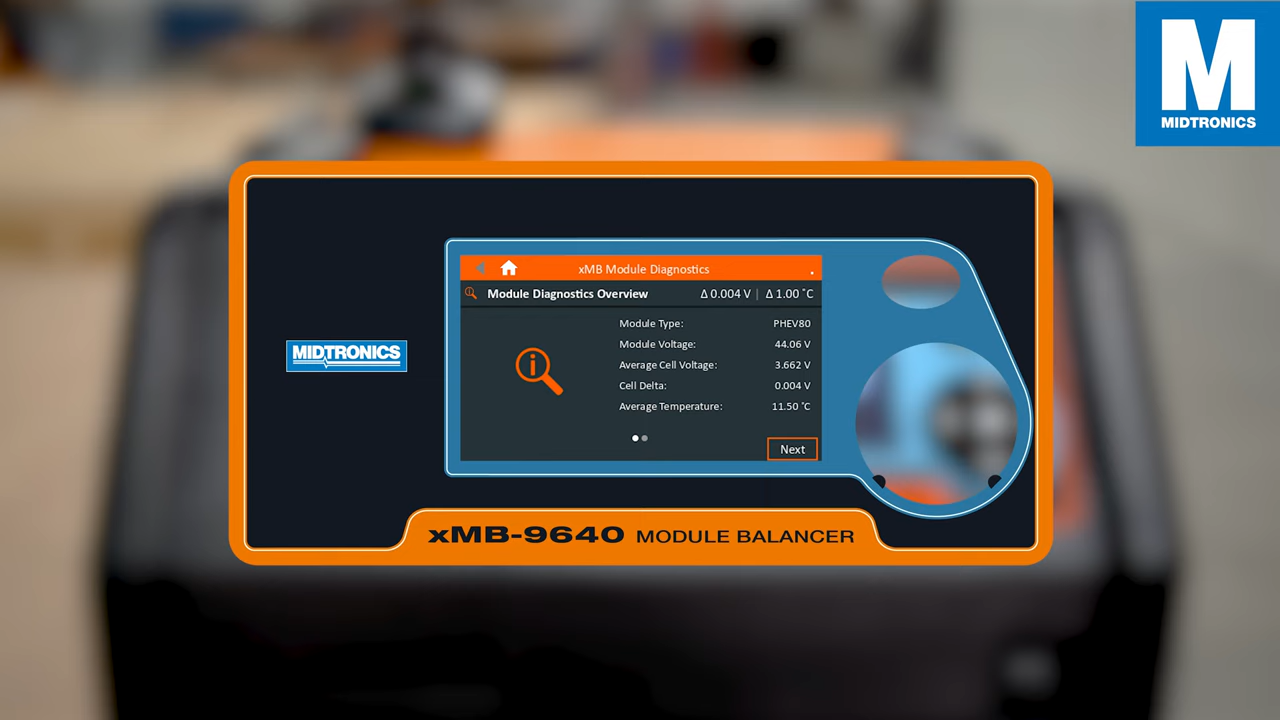 M
MIDTRONICS
xMB Module Diagnostics
Module Diagnostics Overview Δ 0.004 V | Δ 1.00 °C
Module Type: PHEV80
Module Voltage: 44.06 V
Average Cell Voltage: 3.662 V
Cell Delta: 0.004 V
Average Temperature: 11.50 °C
Next
MIDTRONICS
xMB-9640 MODULE BALANCER